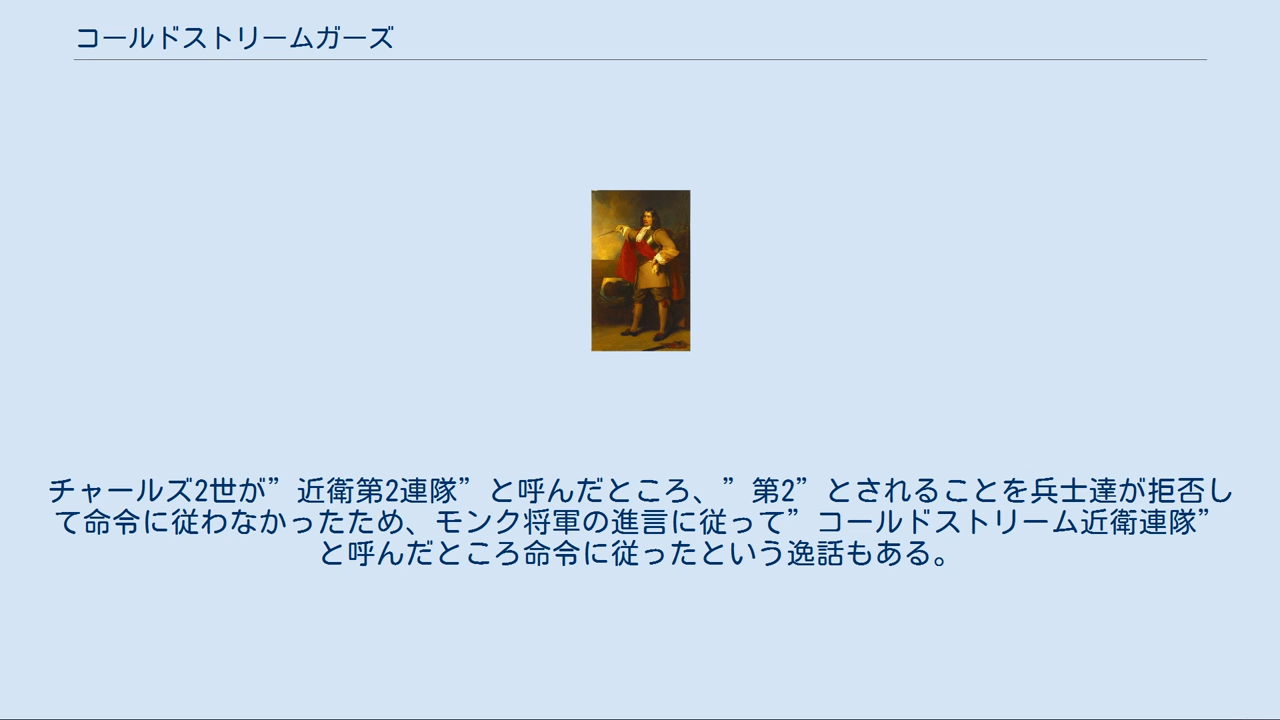 コールドストリームガーズ
チャールズ2世が”近衛第2連隊”と呼んだところ、”第2”とされることを兵士達が拒否し
て命令に従わなかったため、モンク将軍の進言に従って”コールドストリーム近衛連隊”
と呼んだところ命令に従ったという逸話もある。